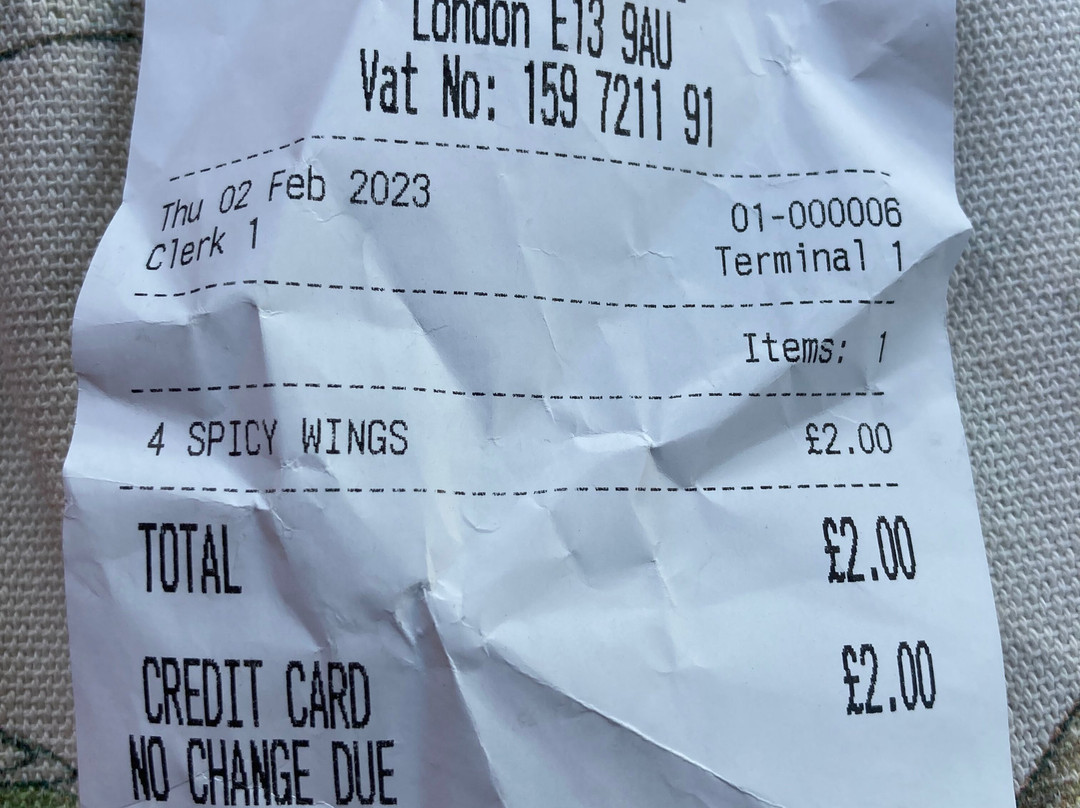 London E13 9AU
Vat No: 159 7211 91
Thu 02 Feb 2023 01-000006
Clerk 1 Terminal 1
Items: 1
4 SPICY WINGS £2.00
TOTAL £2.00
CREDIT CARD £2.00
NO CHANGE DUE